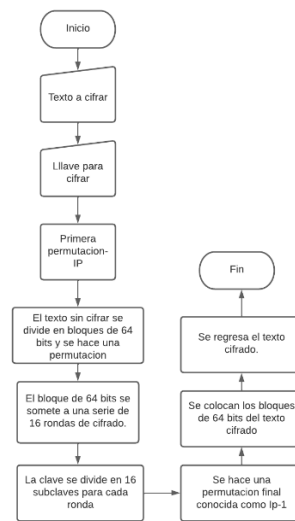 Inicio
Texto a cifrar
Lllave para
cifrar
Primera
permutacion-
IP
El texto sin cifrar se
divide en bloques de 64
bits y se hace una
permutacion
El bloque de 64 bits se
somete a una serie de
16 rondas de cifrado.
La clave se divide en 16
subclaves para cada
ronda
Se hace una
permutacion final
conocida como Ip-1
Se colocan los bloques
de 64 bits del texto
cifrado
Se regresa el texto
cifrado.
Fin